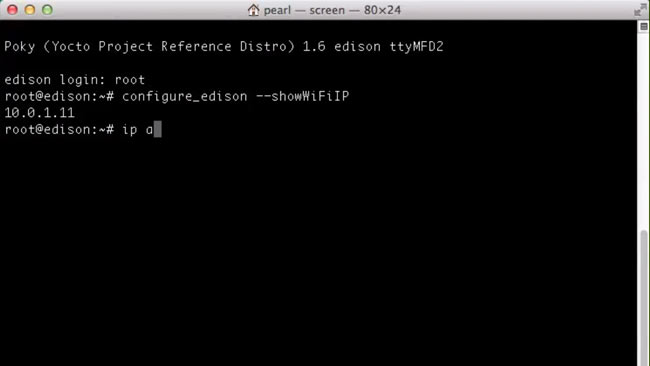 pearl — screen — 80×24
Poky (Yocto Project Reference Distro) 1.6 edison ttyMFD2
edison login: root
root@edison:~# configure_edison --showWiFiIP
10.0.1.11
root@edison:~# ip a